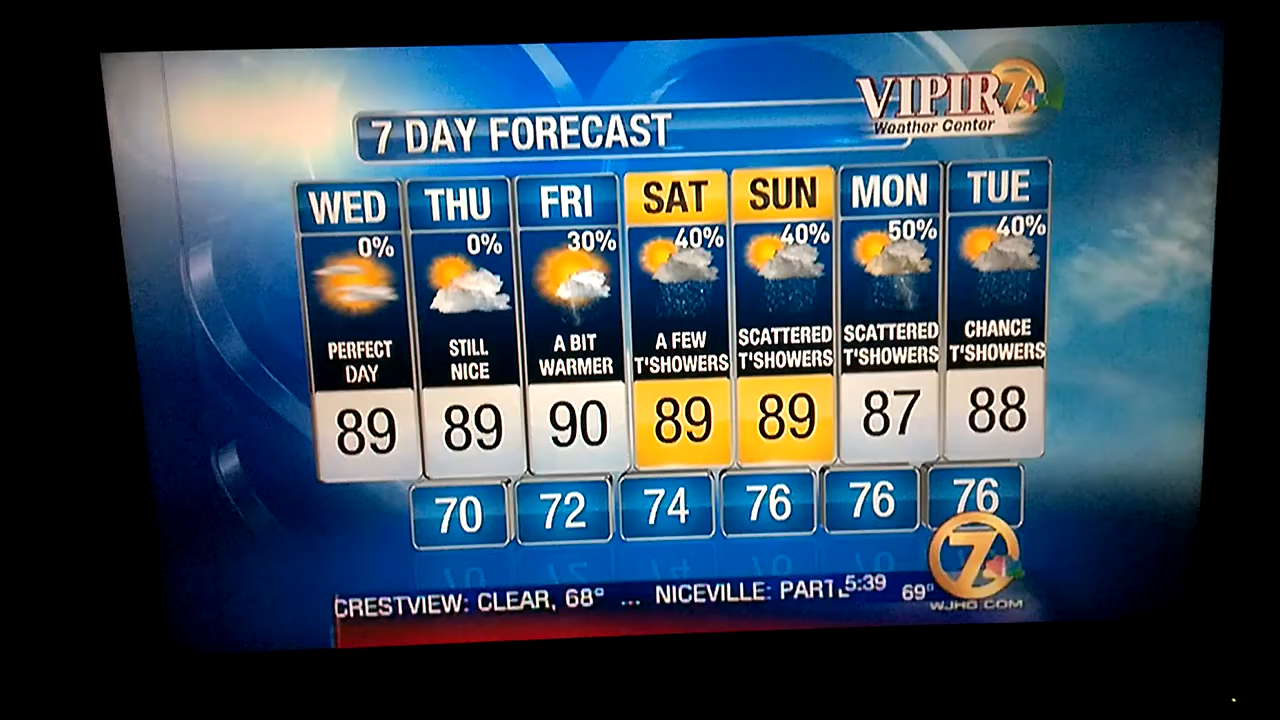 VIPIR 7
Weather Center
7 DAY FORECAST
WED THU FRI SAT SUN MON TUE
0% 0% 30% 40% 40% 50% 40%
PERFECT DAY STILL NICE A BIT WARMER A FEW T'SHOWERS SCATTERED T'SHOWERS SCATTERED T'SHOWERS CHANCE T'SHOWERS
89 89 90 89 89 87 88
70 72 74 76 76 76
7
CRESTVIEW: CLEAR, 68° ... NICEVILLE: PART 5:39 69°
WJHG.COM